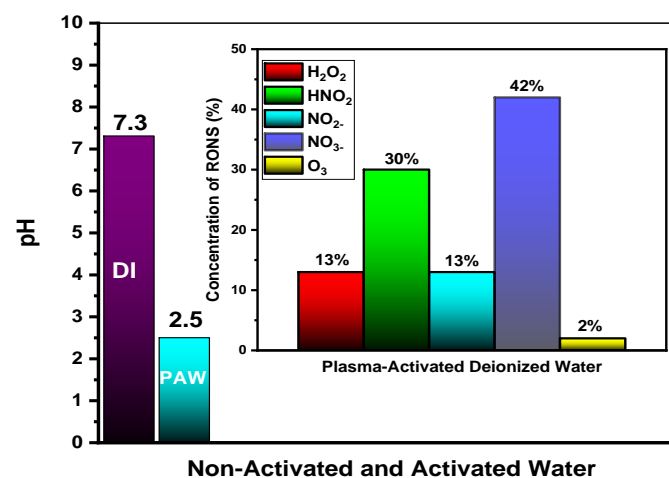 10
9
8
7
6
5
4
3
2
1
0
pH
7.3
DI
2.5
PAW
Non-Activated and Activated Water
50
40
30
20
10
0
Concentration of RONS (%)
H₂O₂
HNO₂
NO₂₋
NO₃₋
O₃
13%
30%
13%
42%
2%
Plasma-Activated Deionized Water